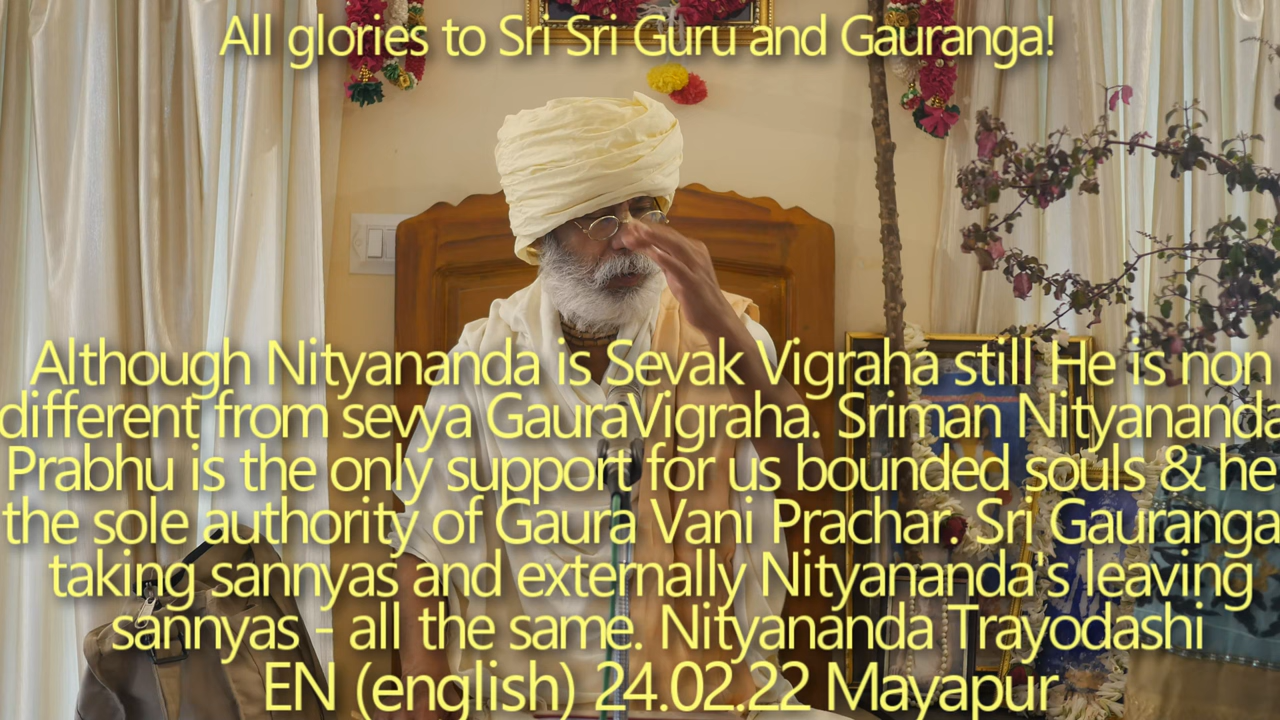 All glories to Sri Sri Guru and Gauranga!
Although Nityananda is Sevak Vigraha still He is non
different from sevya GauraVigraha. Sriman Nityananda
Prabhu is the only support for us bounded souls & he
the sole authority of Gaura Vani Prachar. Sri Gauranga
taking sannyas and externally Nityananda's leaving
sannyas - all the same. Nityananda Trayodashi
EN (english) 24.02.22 Mayapur